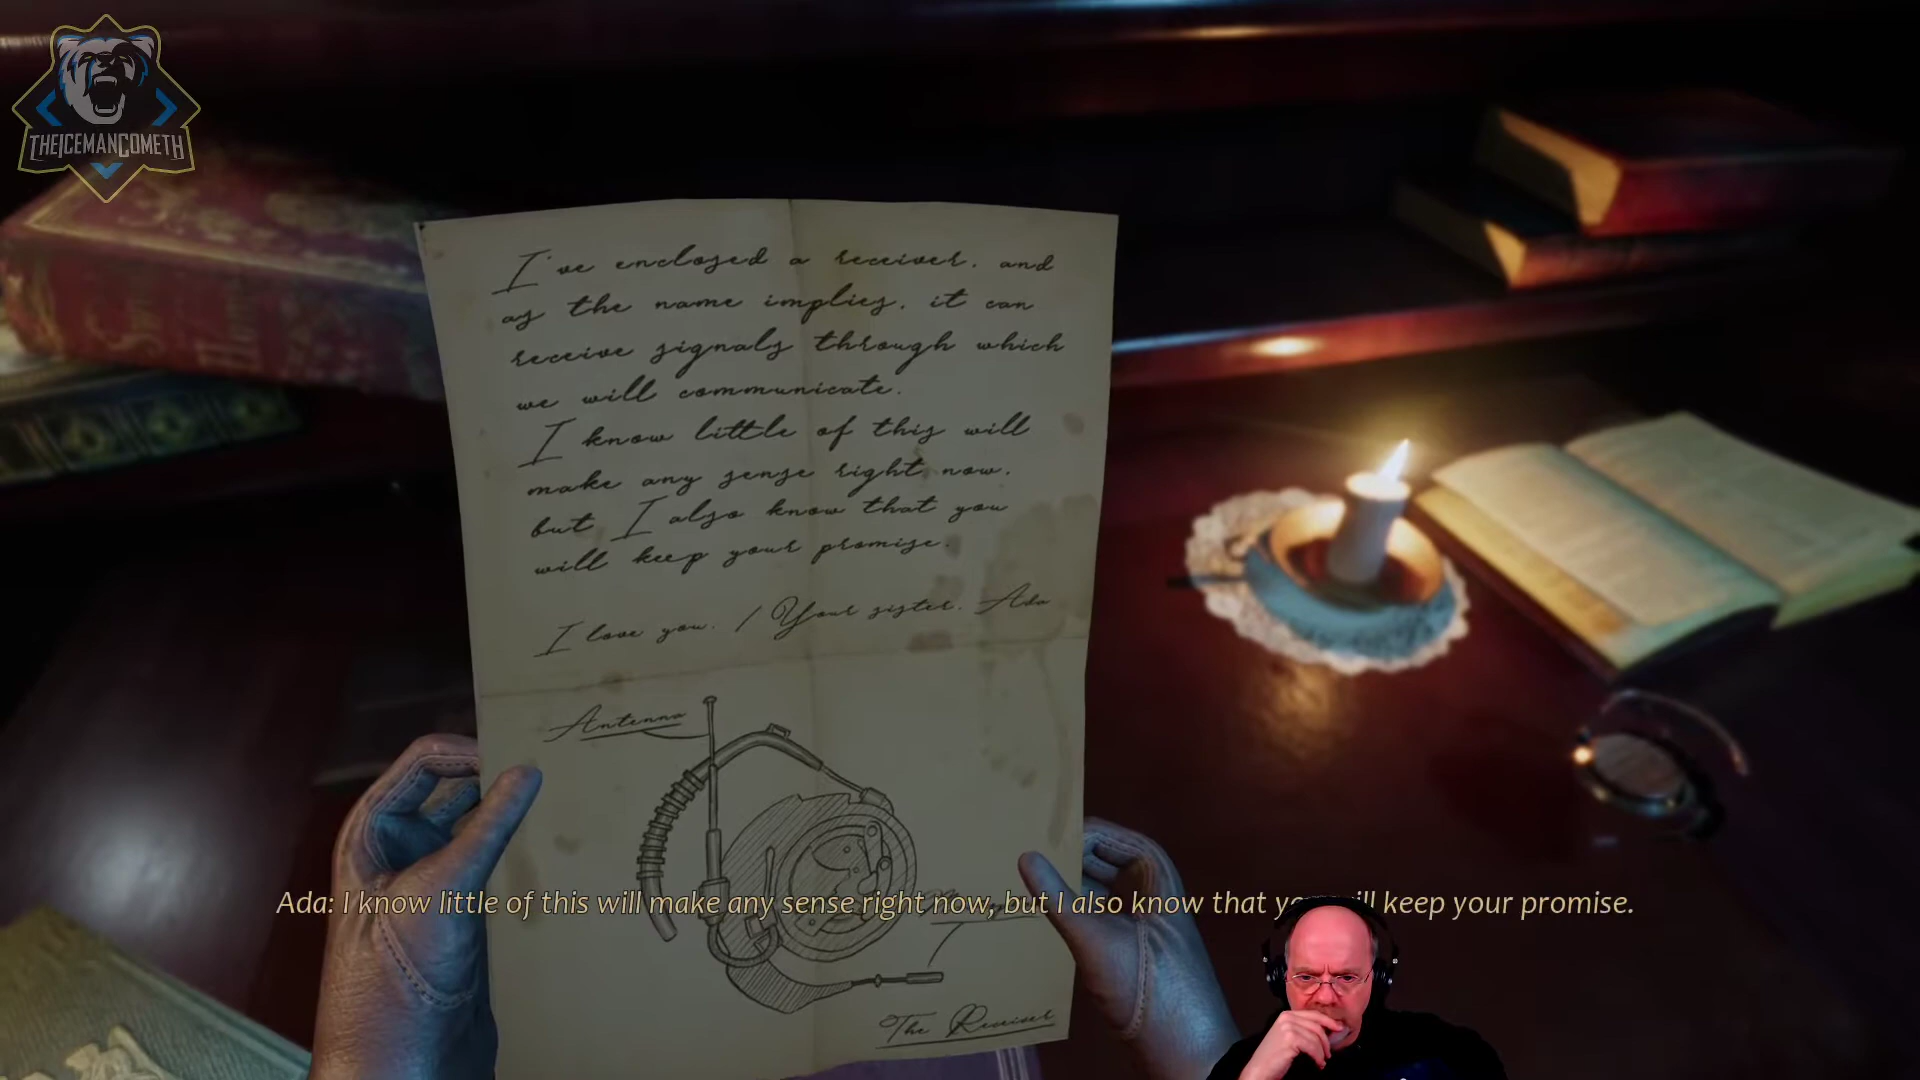 THEICEMANCOMETH
I've enclosed a receiver, and
as the name implies, it can
receive signals through which
we will communicate.
I know little of this will
make any sense right now,
but I also know that you
will keep your promise.
I love you. / Your sister, Ada
Antenna
Ada: I know little of this will make any sense right now, but I also know that will keep your promise.
The Receiver